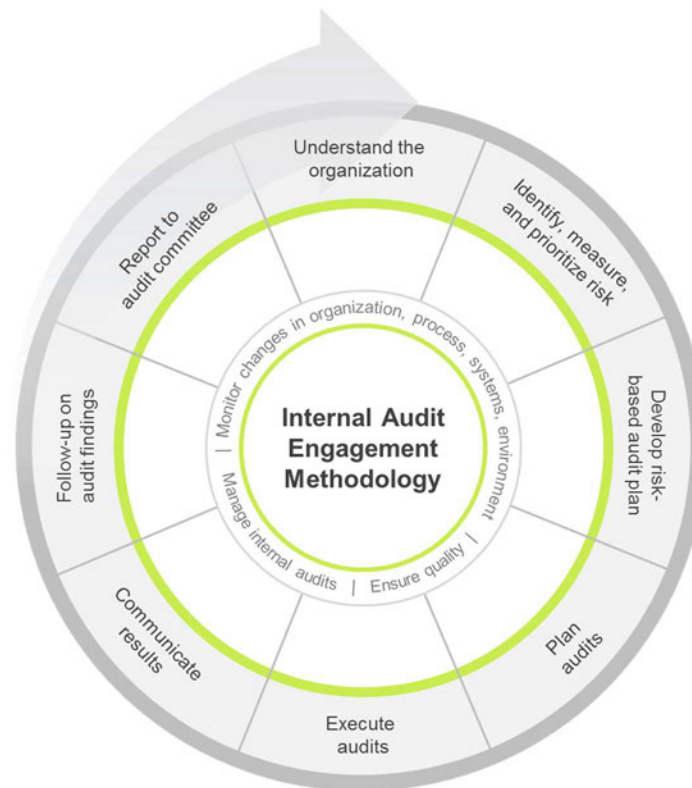 Understand the
organization
Identify, measure,
and prioritize risk
Develop risk-
based audit plan
Plan
audits
Execute
audits
Communicate
results
Follow-up on
audit findings
Report to
audit committee
| Monitor changes in organization, process, systems, environment
| Ensure quality
| Manage internal audits
Internal Audit
Engagement
Methodology